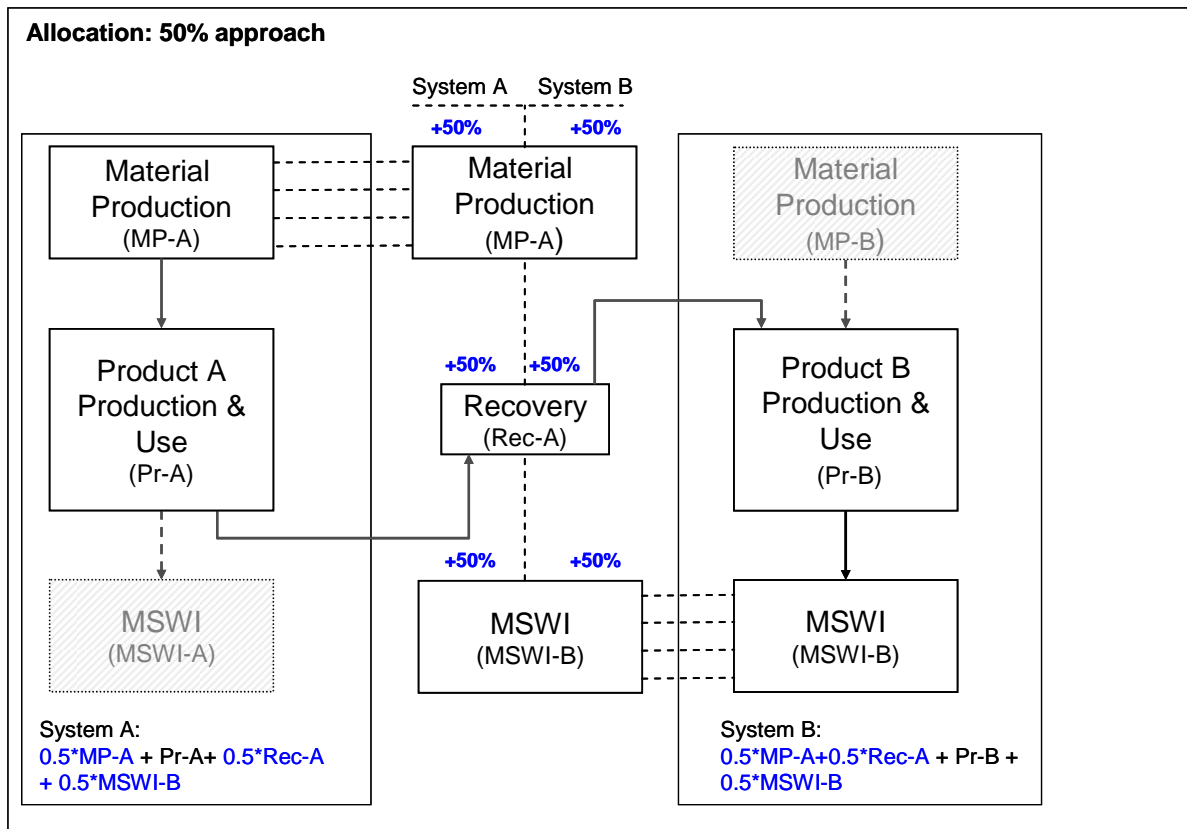 Allocation: 50% approach
System A
System B
+50%
+50%
Material
Production
(MP-A)
Material
Production
(MP-A)
Material
Production
(MP-B)
Product A
Production &
Use
(Pr-A)
+50%
+50%
Recovery
(Rec-A)
Product B
Production &
Use
(Pr-B)
+50%
+50%
MSWI
(MSWI-A)
MSWI
(MSWI-B)
MSWI
(MSWI-B)
System A:
0.5*MP-A + Pr-A+ 0.5*Rec-A
+ 0.5*MSWI-B
System B:
0.5*MP-A+0.5*Rec-A + Pr-B +
0.5*MSWI-B